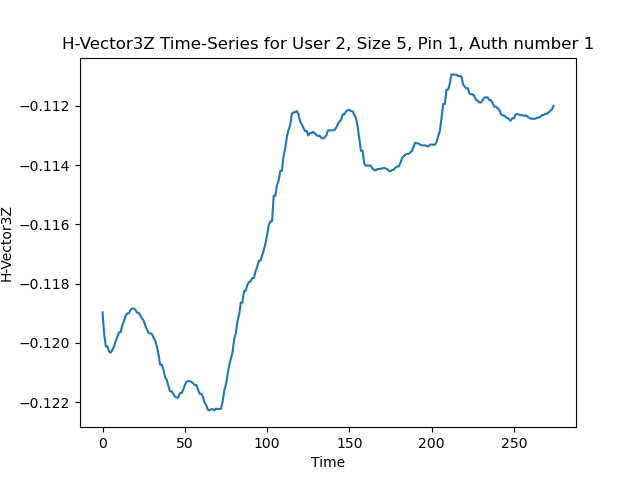 H-Vector3Z Time-Series for User 2, Size 5, Pin 1, Auth number 1
H-Vector3Z
−0.112
−0.114
−0.116
−0.118
−0.120
−0.122
0 50 100 150 200 250
Time